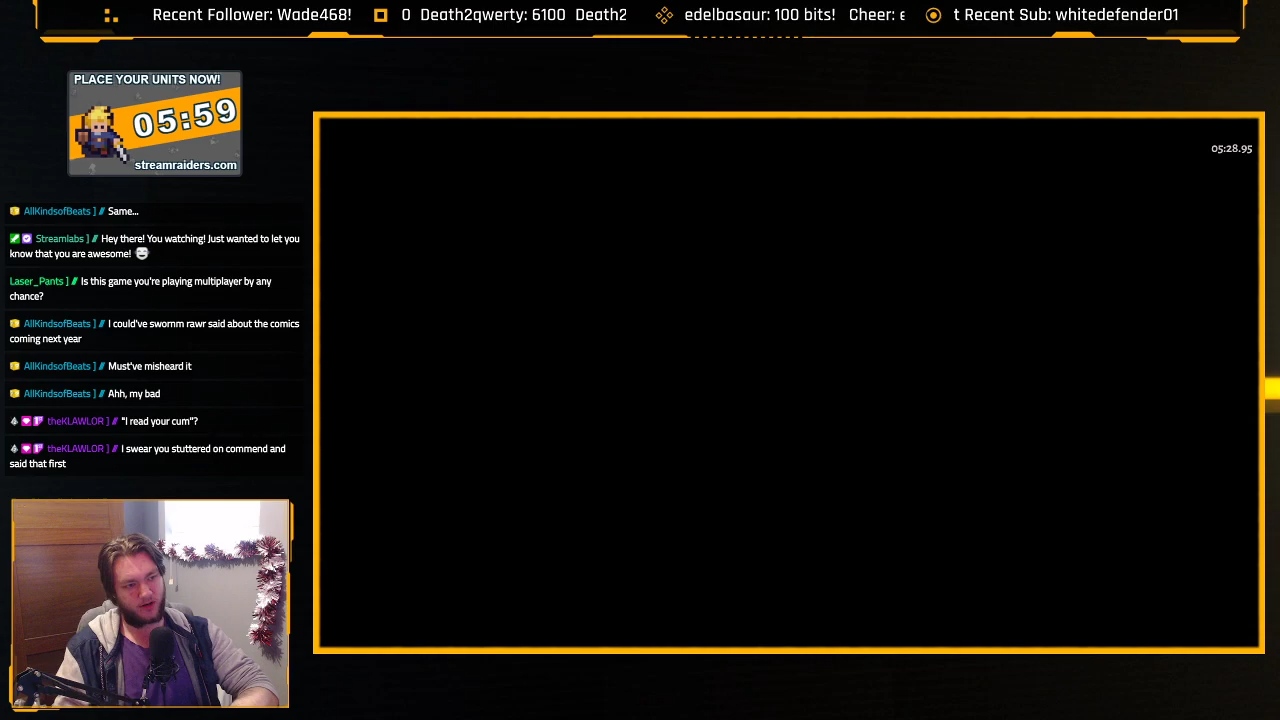 Recent Follower: Wade468!
0 Death2qwerty: 6100 Death2
edelbasaur: 100 bits! Cheer: e
t Recent Sub: whitedefender01
PLACE YOUR UNITS NOW!
05:59
streamraiders.com
05:28.95
AllKindsofBeats ] // Same...
Streamlabs ] // Hey there! You watching! Just wanted to let you
know that you are awesome!
Laser_Pants ] // Is this game you're playing multiplayer by any
chance?
AllKindsofBeats ] // I could've swornm rawr said about the comics
coming next year
AllKindsofBeats ] // Must've misheard it
AllKindsofBeats ] // Ahh, my bad
theKLAWLOR ] // "I read your cum"?
theKLAWLOR ] // I swear you stuttered on commend and
said that first